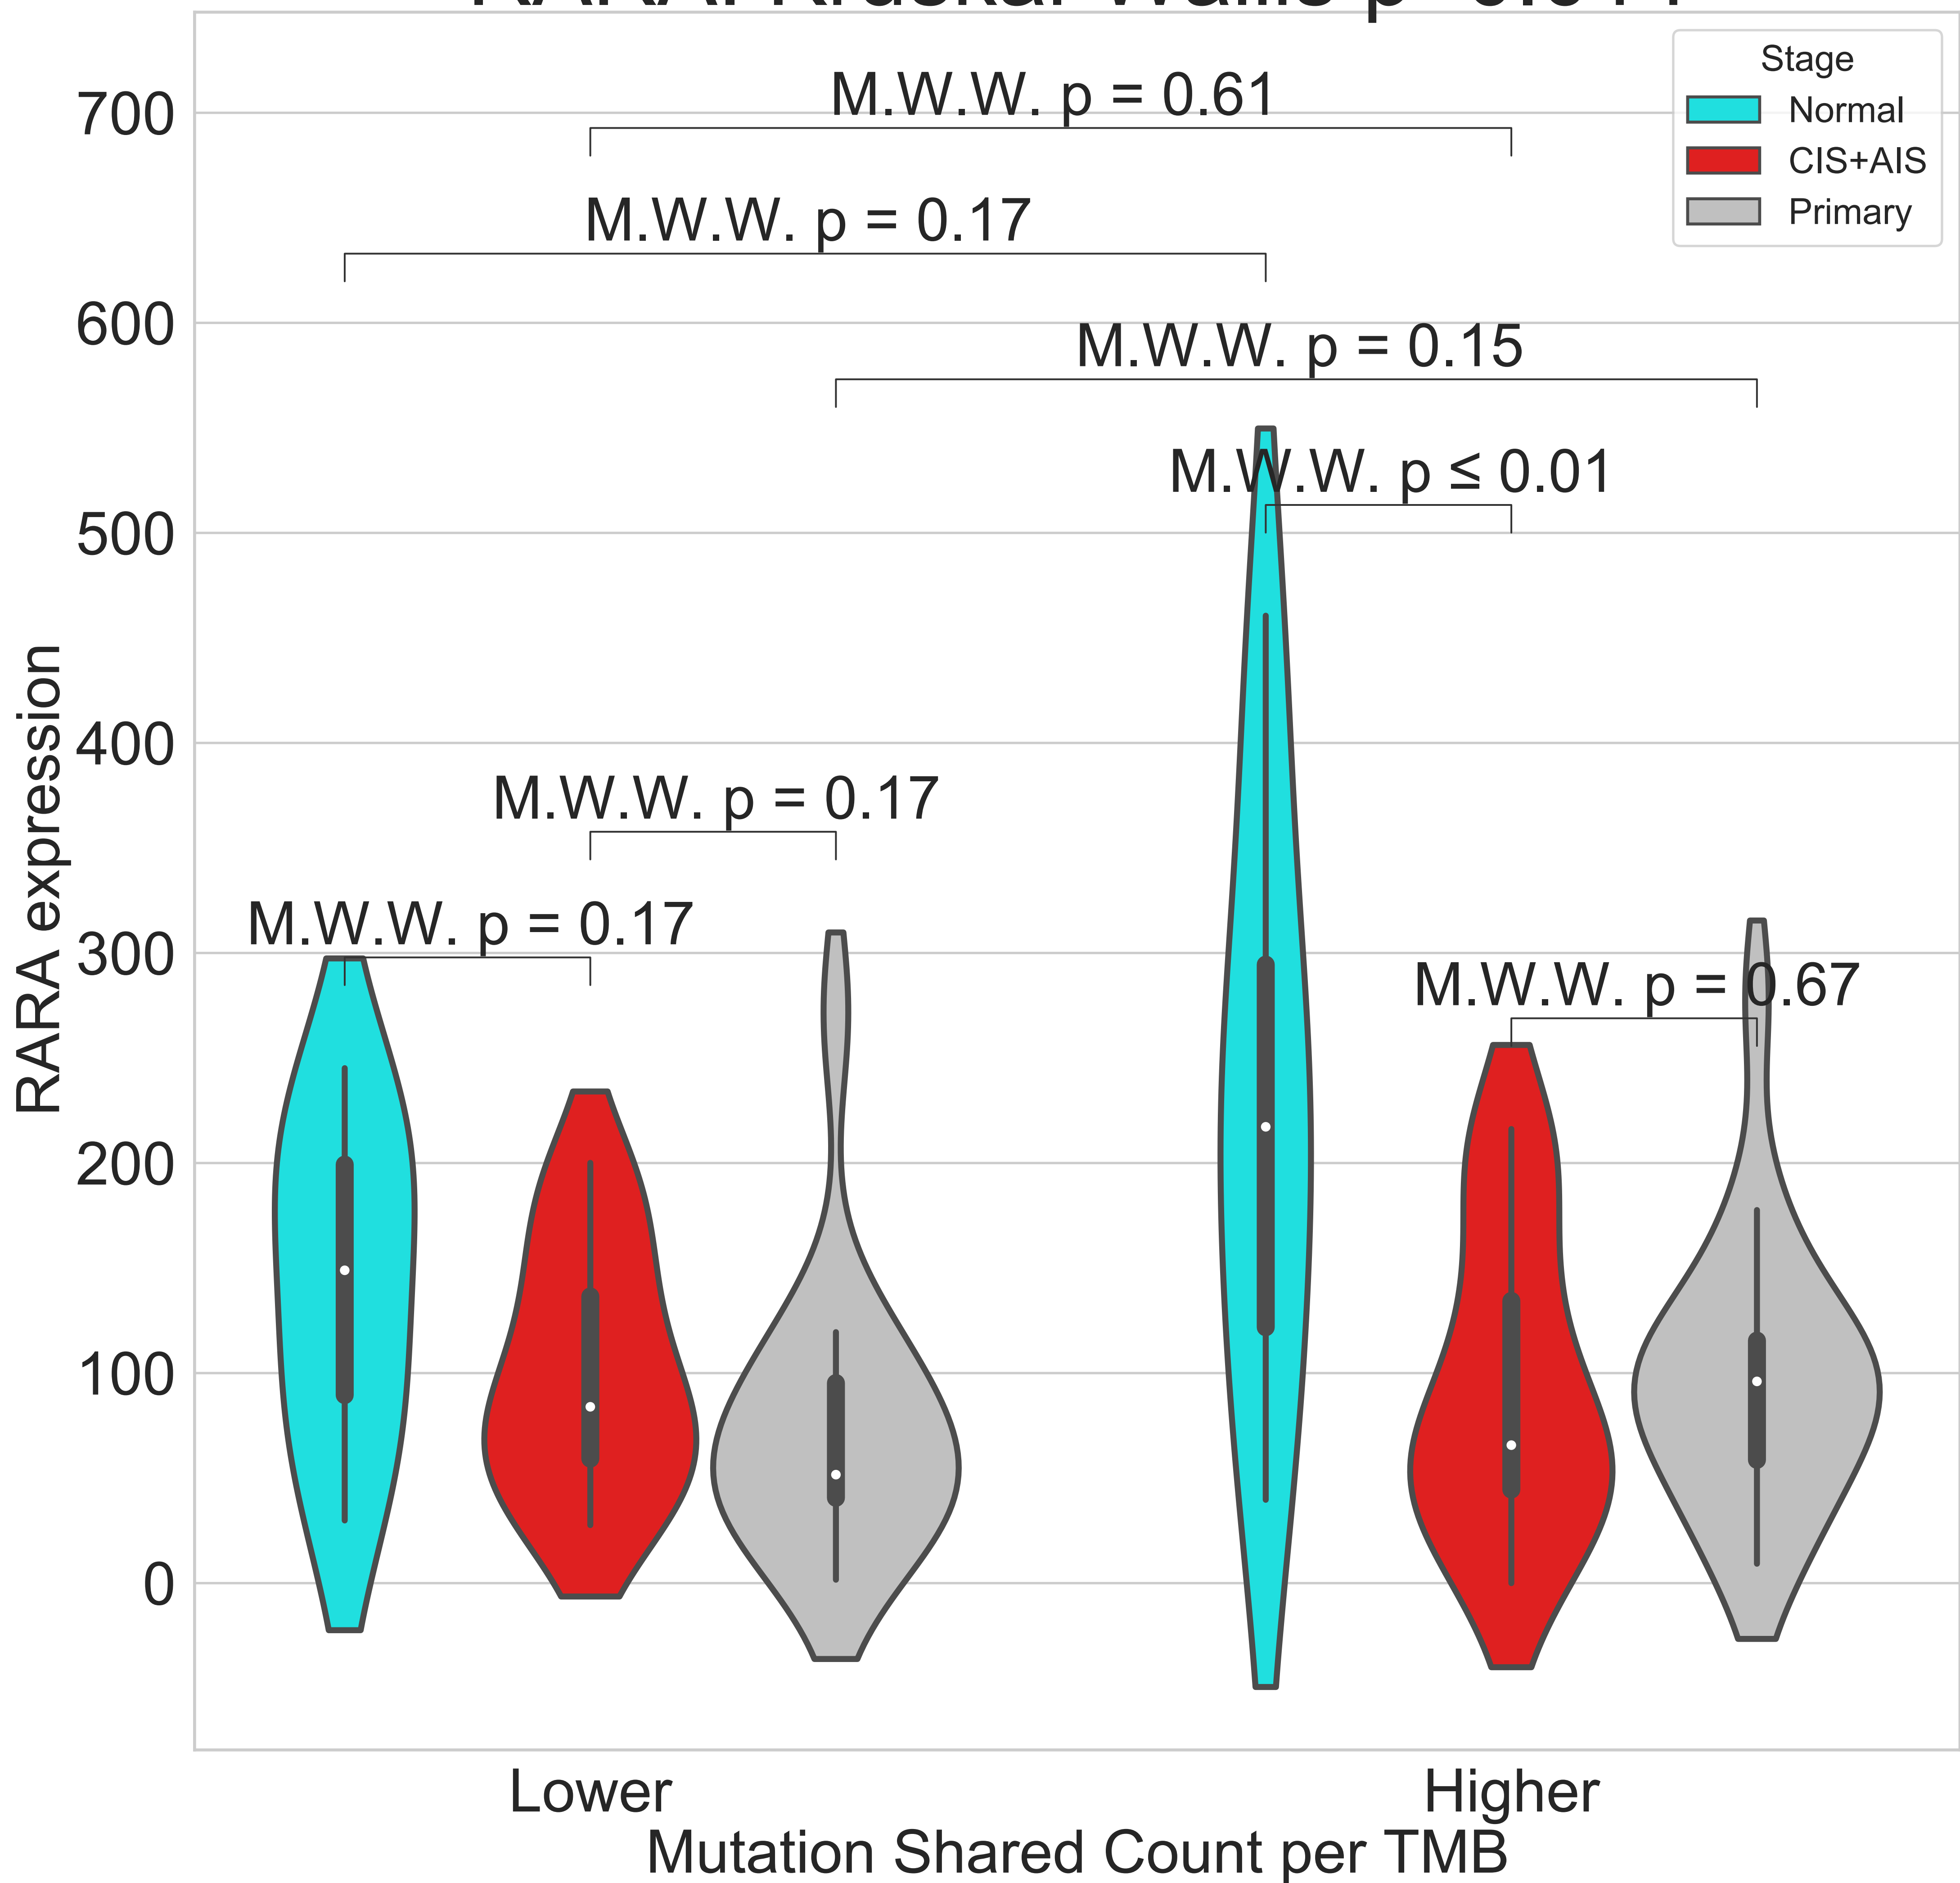 Stage
Normal
CIS+AIS
Primary
M.W.W. p = 0.61
M.W.W. p = 0.17
M.W.W. p = 0.15
M.W.W. p ≤ 0.01
M.W.W. p = 0.17
M.W.W. p = 0.17
M.W.W. p = 0.67
700
600
500
400
300
200
100
0
RARA expression
Lower
Higher
Mutation Shared Count per TMB